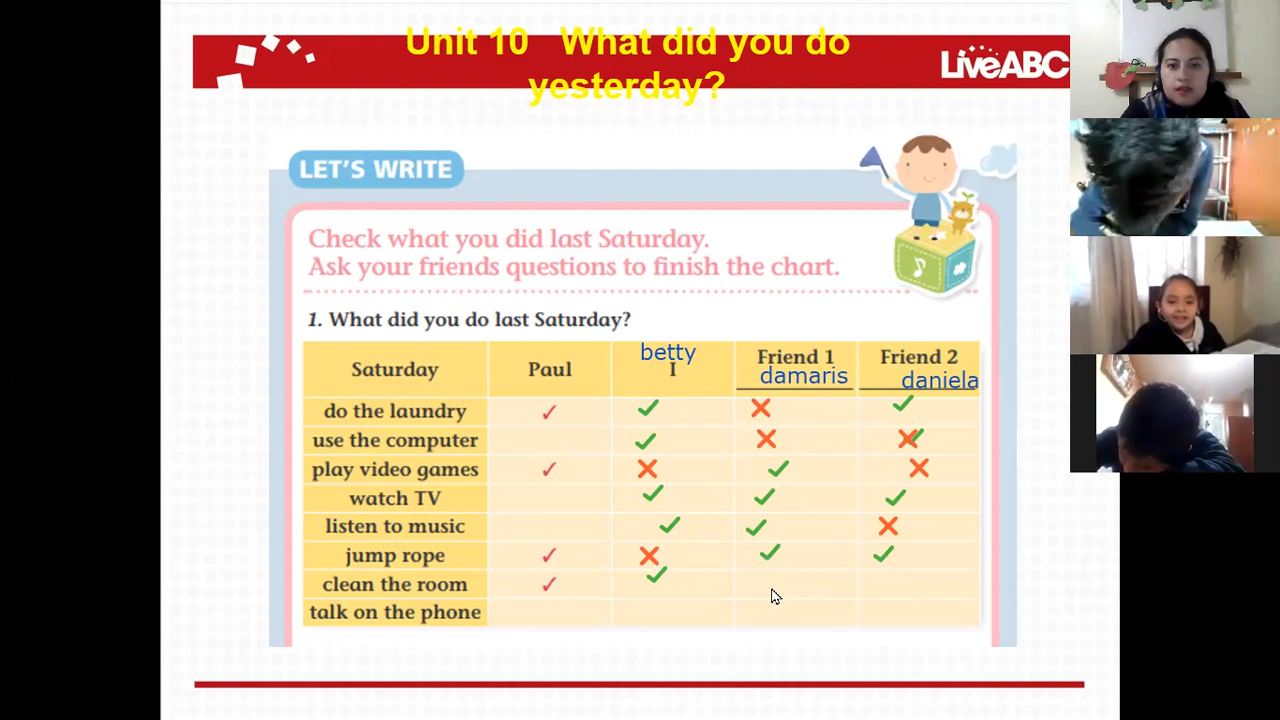 Unit 10 What did you do
yesterday?
LiveABC
LET'S WRITE
Check what you did last Saturday.
Ask your friends questions to finish the chart.
1. What did you do last Saturday?
Saturday Paul betty I Friend 1 damaris Friend 2 daniela
do the laundry ✓ ✓ ✗ ✓
use the computer ✓ ✗ ✗✓
play video games ✓ ✗ ✓ ✗
watch TV ✓ ✓ ✓
listen to music ✓ ✓ ✗
jump rope ✓ ✗ ✓ ✓
clean the room ✓ ✓
talk on the phone